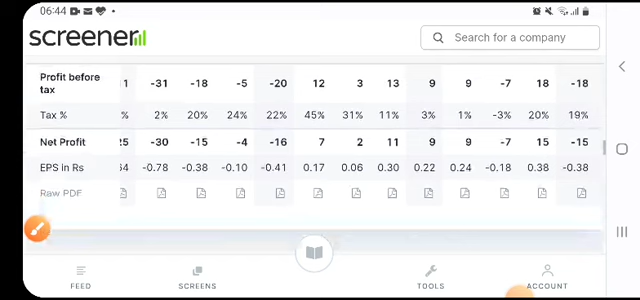 06:44
screener
Search for a company
Profit before tax 1 -31 -18 -5 -20 12 3 13 9 9 -7 18 -18
Tax % % 2% 20% 24% 22% 45% 31% 11% 3% 1% -3% 20% 19%
Net Profit 25 -30 -15 -4 -16 7 2 11 9 9 -7 15 -15
EPS in Rs 64 -0.78 -0.38 -0.10 -0.41 0.17 0.06 0.30 0.22 0.24 -0.18 0.38 -0.38
Raw PDF
FEED SCREENS TOOLS ACCOUNT